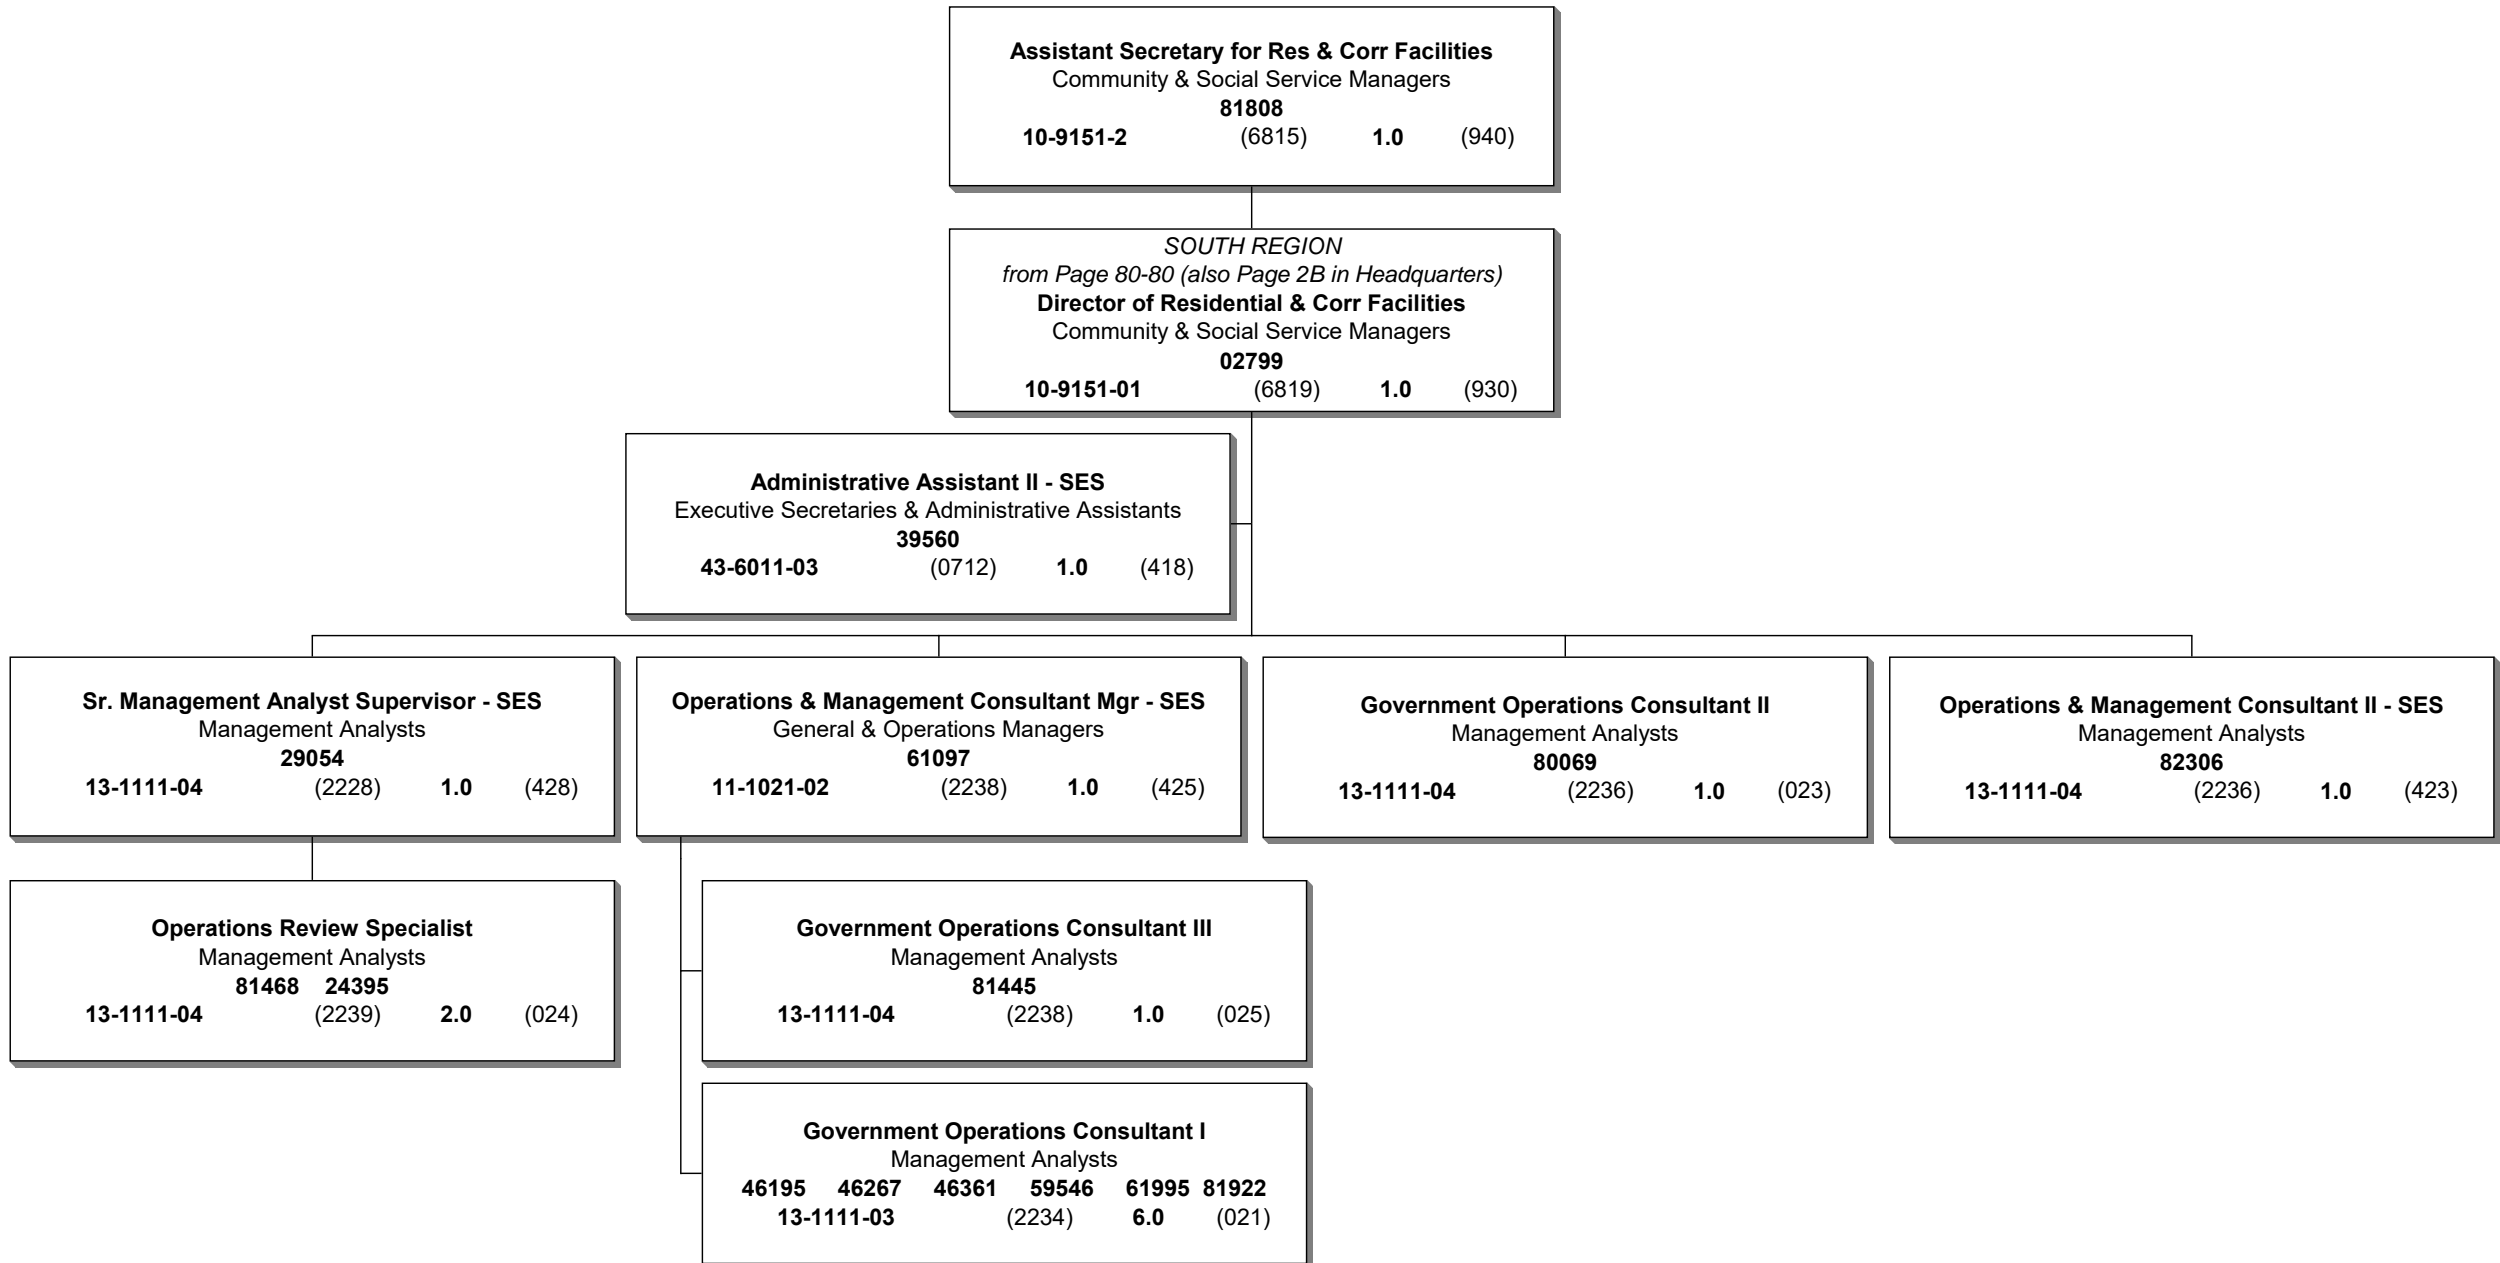 Assistant Secretary for Res & Corr Facilities
Community & Social Service Managers
81808
10-9151-2 (6815) 1.0 (940)
SOUTH REGION
from Page 80-80 (also Page 2B in Headquarters)
Director of Residential & Corr Facilities
Community & Social Service Managers
02799
10-9151-01 (6819) 1.0 (930)
Administrative Assistant II - SES
Executive Secretaries & Administrative Assistants
39560
43-6011-03 (0712) 1.0 (418)
Sr. Management Analyst Supervisor - SES
Management Analysts
29054
13-1111-04 (2228) 1.0 (428)
Operations & Management Consultant Mgr - SES
General & Operations Managers
61097
11-1021-02 (2238) 1.0 (425)
Government Operations Consultant II
Management Analysts
80069
13-1111-04 (2236) 1.0 (023)
Operations & Management Consultant II - SES
Management Analysts
82306
13-1111-04 (2236) 1.0 (423)
Operations Review Specialist
Management Analysts
81468 24395
13-1111-04 (2239) 2.0 (024)
Government Operations Consultant III
Management Analysts
81445
13-1111-04 (2238) 1.0 (025)
Government Operations Consultant I
Management Analysts
46195 46267 46361 59546 61995 81922
13-1111-03 (2234) 6.0 (021)